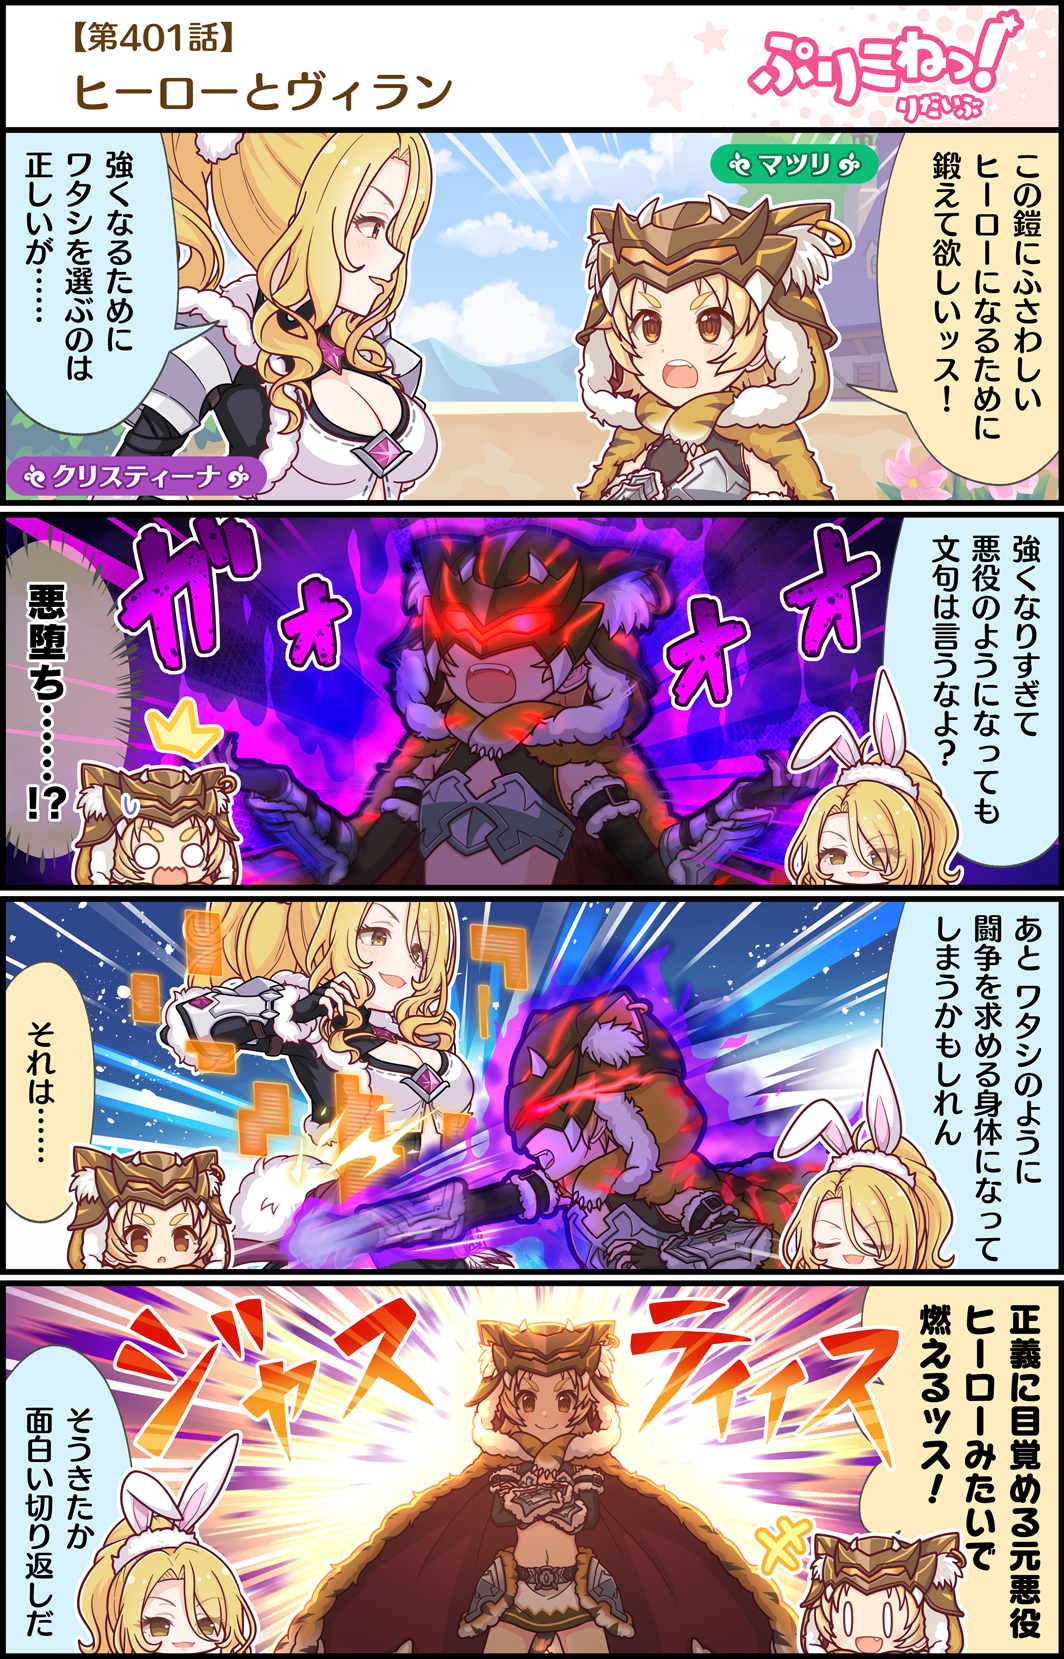 【第401話】
ヒーローとヴィラン
ぷりこねっ!
りだいぶ
マツリ
この鎧にふさわしい
ヒーローになるために
鍛えて欲しいッス!
強くなるために
ワタシを選ぶのは
正しいが……
クリスティーナ
強くなりすぎて
悪役のようになっても
文句は言うなよ?
ガォォォ
悪堕ち……!?
あと ワタシのように
闘争を求める身体になって
しまうかもしれん
それは……
正義に目覚める元悪役
ヒーローみたいで
燃えるッス!
ジャスティィス
そうきたか
面白い切り返しだ